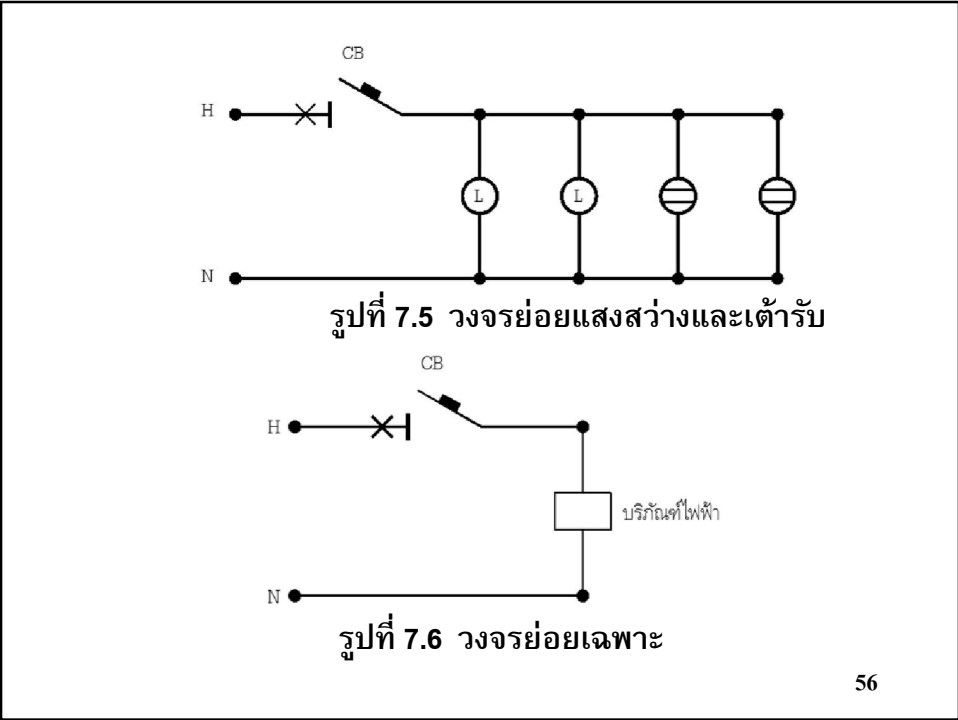 CB
H
L L
N
รูปที่ 7.5 วงจรย่อยแสงสว่างและเต้ารับ
CB
H
บริภัณฑ์ไฟฟ้า
N
รูปที่ 7.6 วงจรย่อยเฉพาะ
56